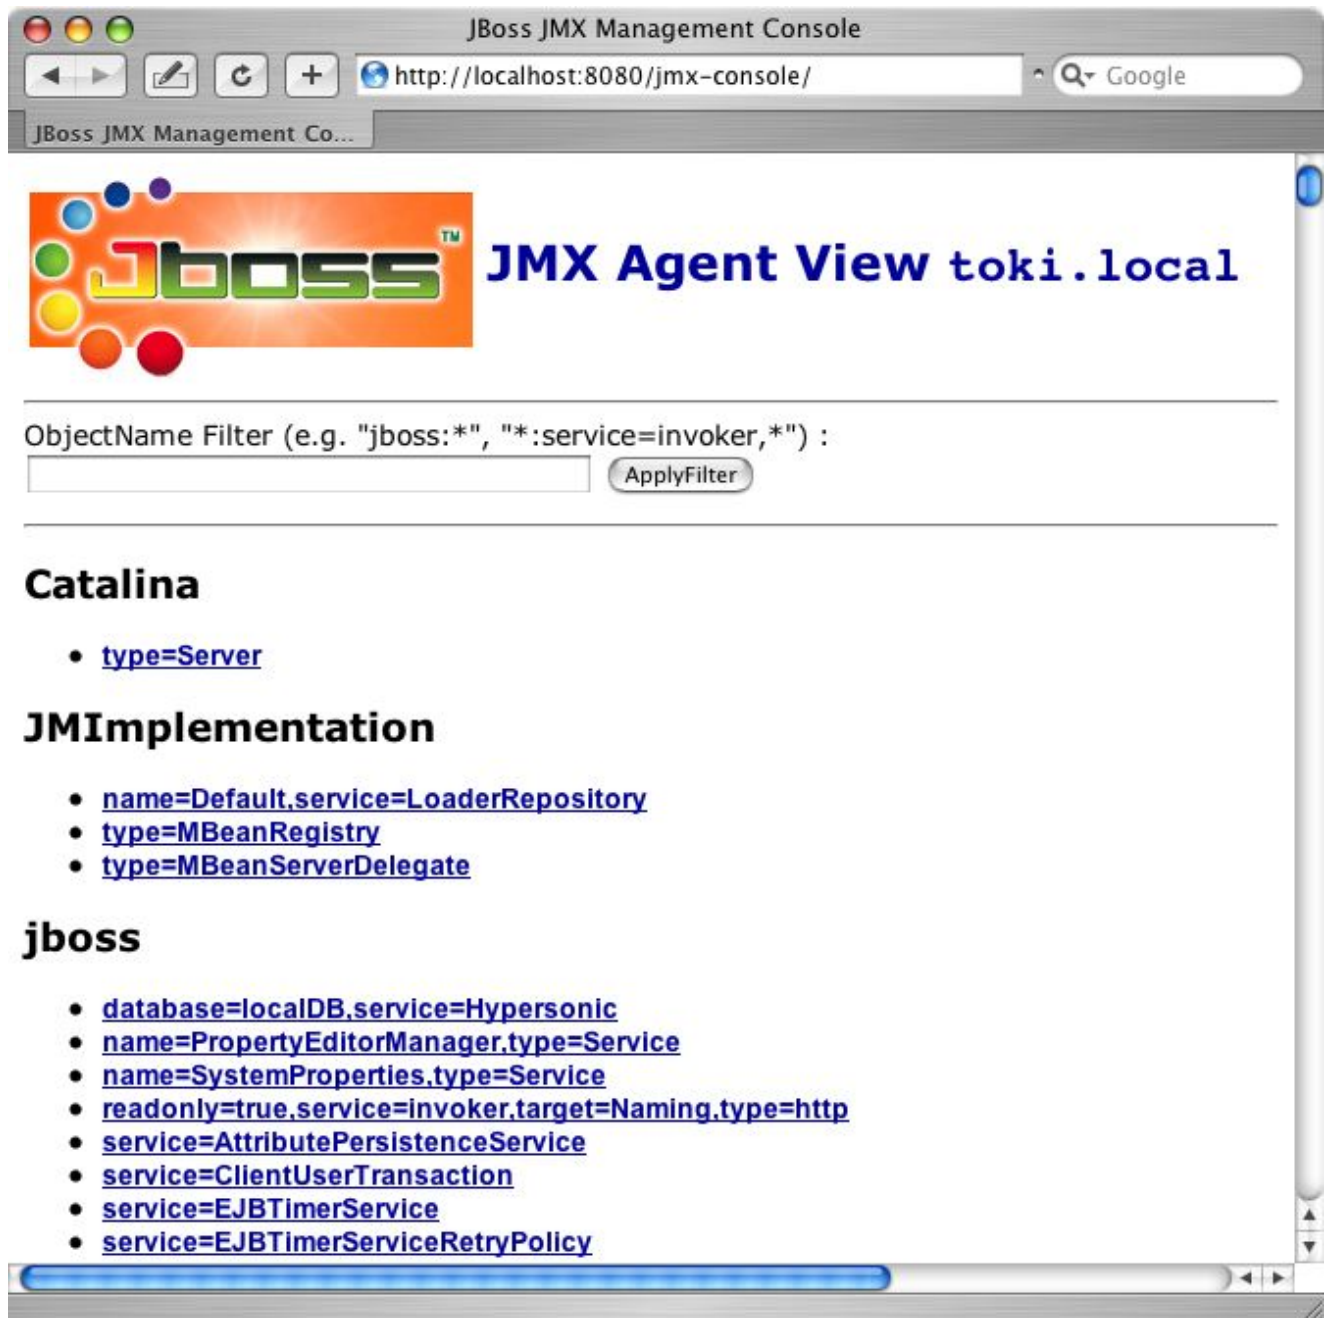 JBoss JMX Management Console
http://localhost:8080/jmx-console/
Google
JBoss JMX Management Co...
Jboss™
JMX Agent View toki.local
ObjectName Filter (e.g. "jboss:*", "*:service=invoker,*") :
ApplyFilter
Catalina
type=Server
JMImplementation
name=Default,service=LoaderRepository
type=MBeanRegistry
type=MBeanServerDelegate
jboss
database=localDB,service=Hypersonic
name=PropertyEditorManager,type=Service
name=SystemProperties,type=Service
readonly=true,service=invoker,target=Naming,type=http
service=AttributePersistenceService
service=ClientUserTransaction
service=EJBTimerService
service=EJBTimerServiceRetryPolicy